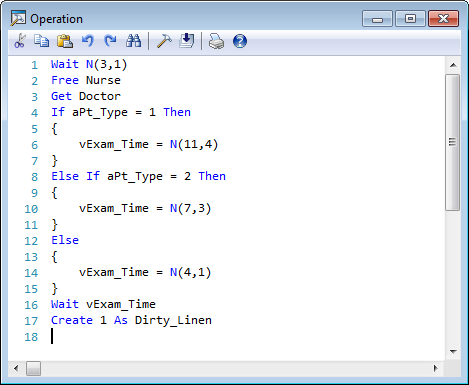 Operation
1 Wait N(3,1)
2 Free Nurse
3 Get Doctor
4 If aPt_Type = 1 Then
5 {
6     vExam_Time = N(11,4)
7 }
8 Else If aPt_Type = 2 Then
9 {
10     vExam_Time = N(7,3)
11 }
12 Else
13 {
14     vExam_Time = N(4,1)
15 }
16 Wait vExam_Time
17 Create 1 As Dirty_Linen
18